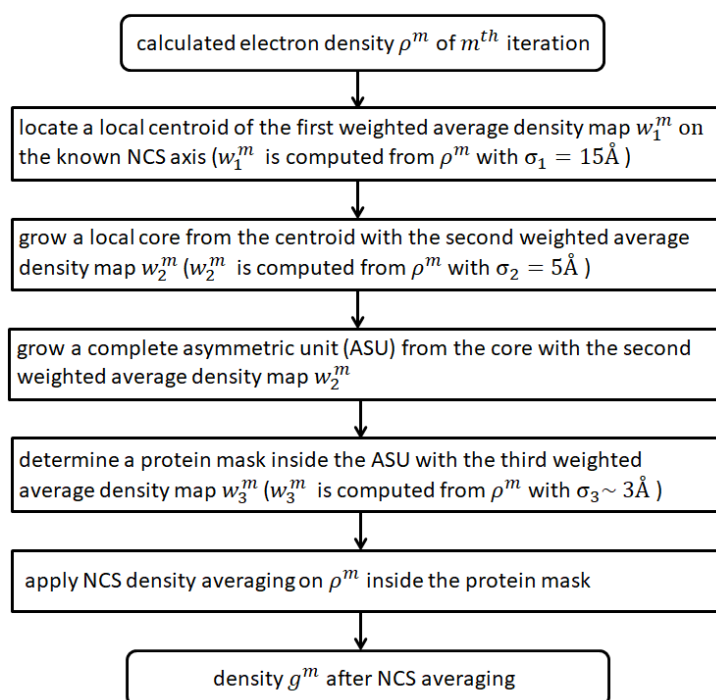 calculated electron density ρ^m of m^th iteration
locate a local centroid of the first weighted average density map w_1^m on
the known NCS axis (w_1^m is computed from ρ^m with σ_1 = 15Å )
grow a local core from the centroid with the second weighted average
density map w_2^m (w_2^m is computed from ρ^m with σ_2 = 5Å )
grow a complete asymmetric unit (ASU) from the core with the second
weighted average density map w_2^m
determine a protein mask inside the ASU with the third weighted
average density map w_3^m (w_3^m is computed from ρ^m with σ_3~ 3Å )
apply NCS density averaging on ρ^m inside the protein mask
density g^m after NCS averaging